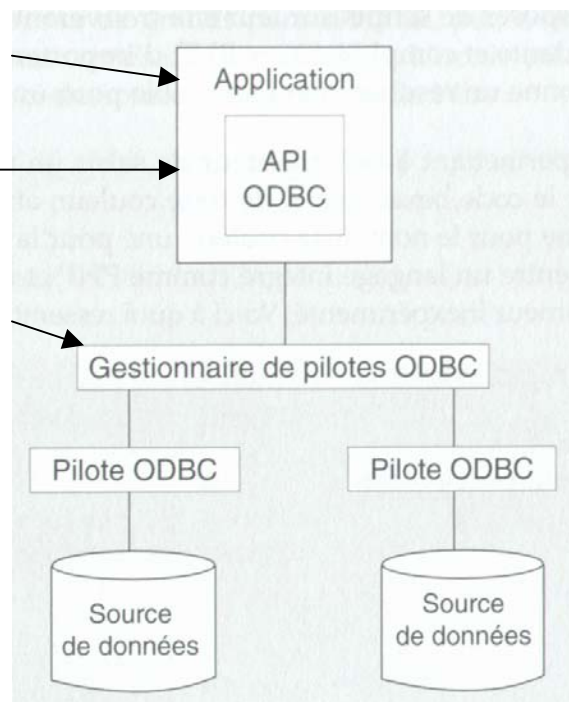 Application
API
ODBC
Gestionnaire de pilotes ODBC
Pilote ODBC
Pilote ODBC
Source
de données
Source
de données